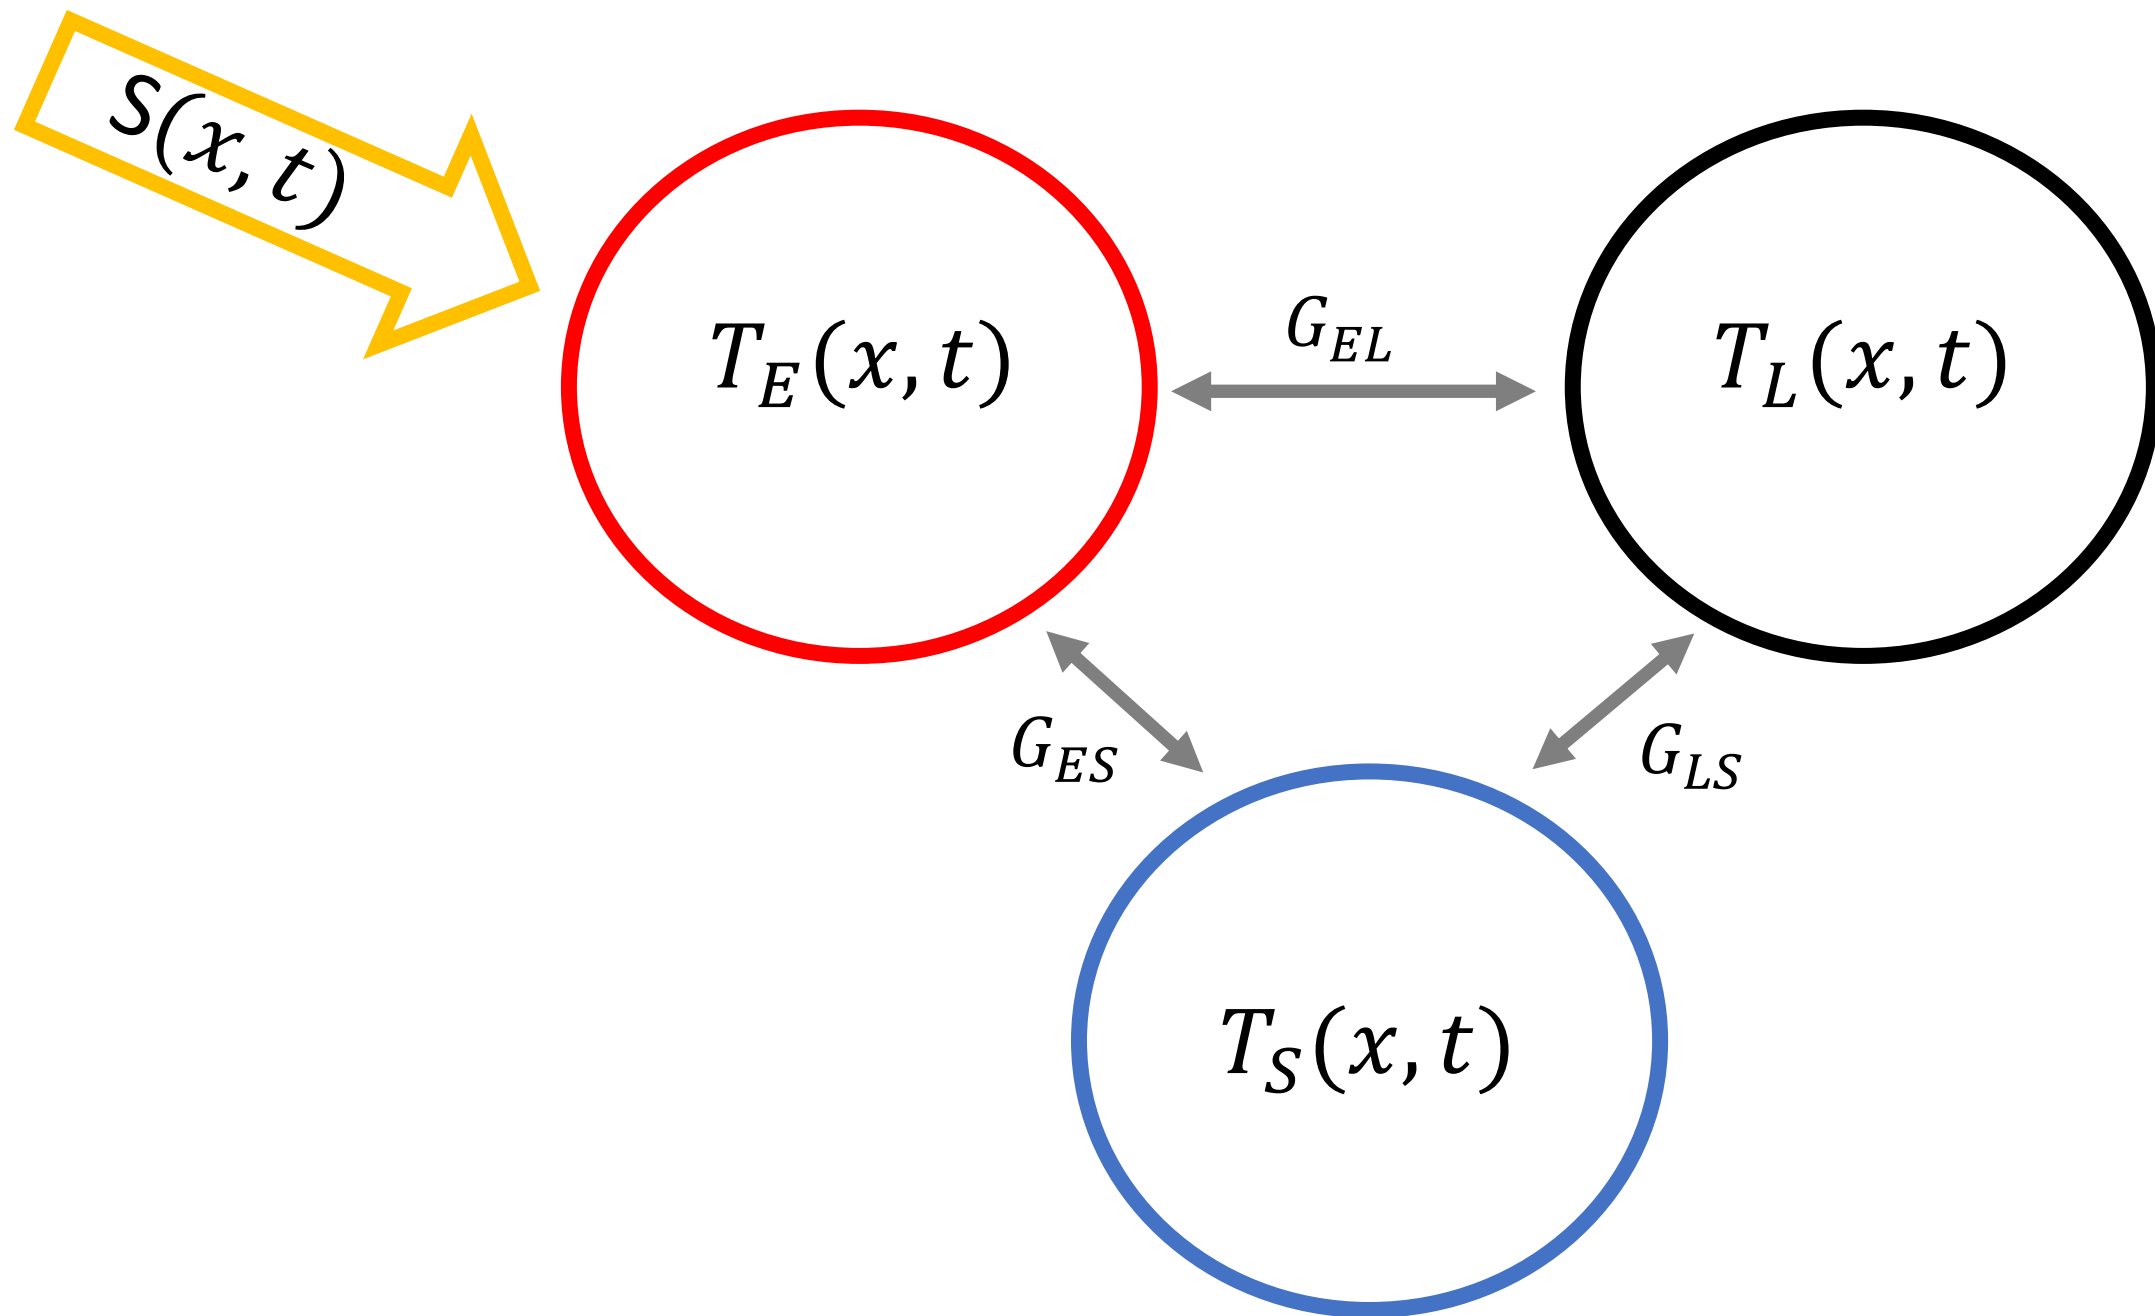 S(x, t)
T_E(x, t)
G_EL
T_L(x, t)
G_ES
G_LS
T_S(x, t)